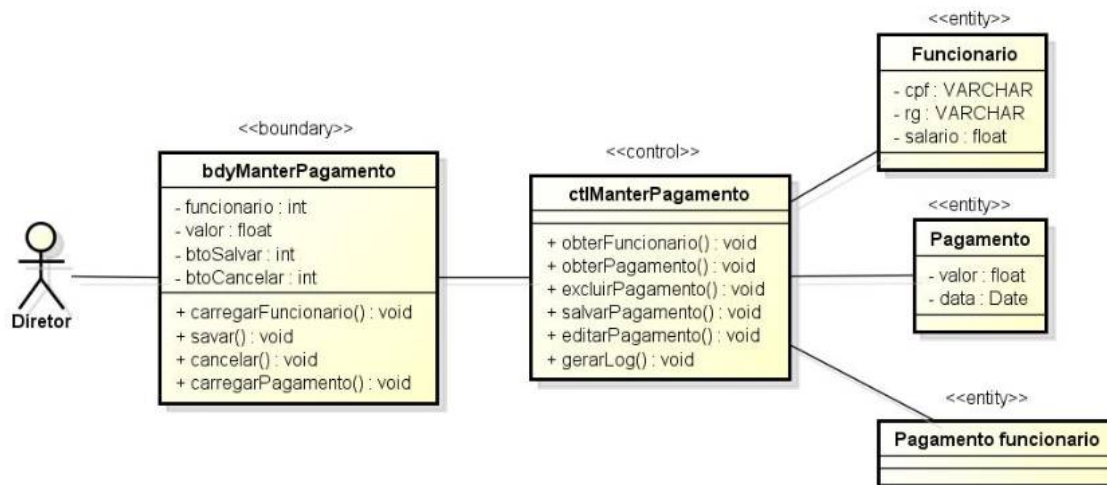 Diretor
<<boundary>>
bdyManterPagamento
- funcionario : int
- valor : float
- btoSalvar : int
- btoCancelar : int
+ carregarFuncionario() : void
+ savar() : void
+ cancelar() : void
+ carregarPagamento() : void
<<control>>
ctlManterPagamento
+ obterFuncionario() : void
+ obterPagamento() : void
+ excluirPagamento() : void
+ salvarPagamento() : void
+ editarPagamento() : void
+ gerarLog() : void
<<entity>>
Funcionario
- cpf : VARCHAR
- rg : VARCHAR
- salario : float
<<entity>>
Pagamento
- valor : float
- data : Date
<<entity>>
Pagamento funcionario